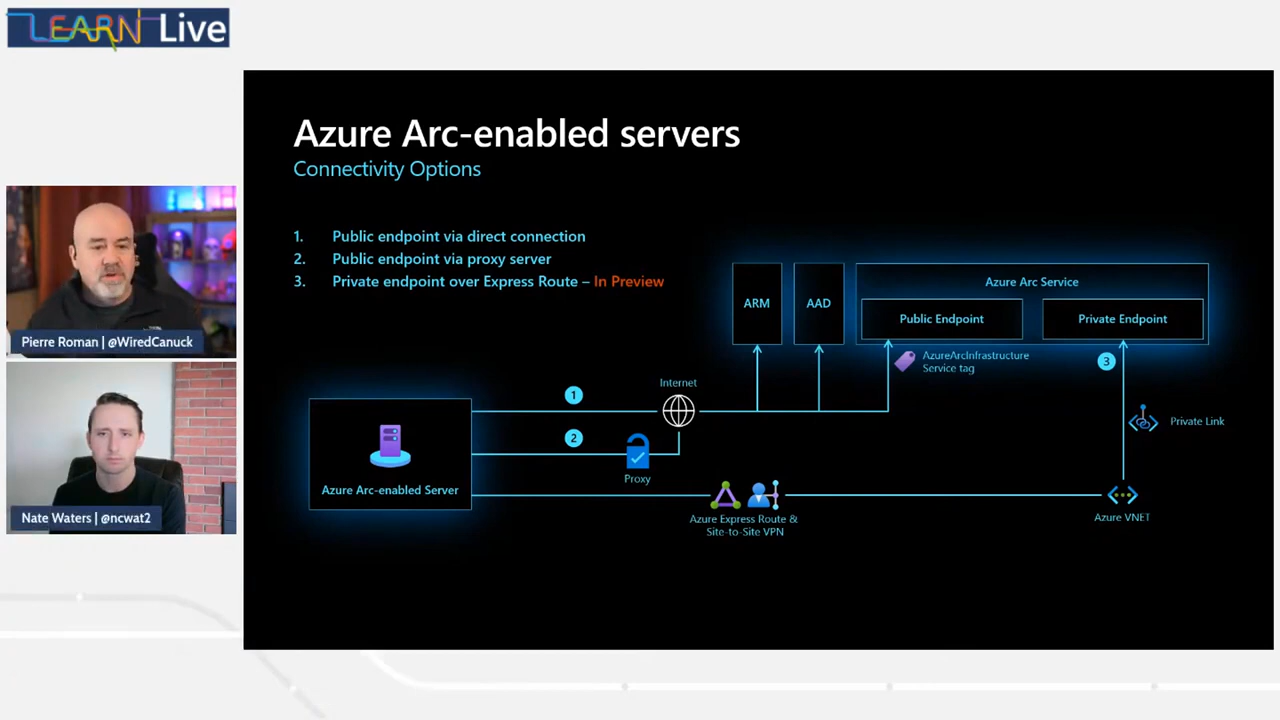 LEARN Live
Azure Arc-enabled servers
Connectivity Options
1. Public endpoint via direct connection
2. Public endpoint via proxy server
3. Private endpoint over Express Route – In Preview
ARM
AAD
Azure Arc Service
Public Endpoint
Private Endpoint
AzureArcInfrastructure
Service tag
3
Pierre Roman | @WiredCanuck
1
Internet
2
Private Link
Proxy
Azure Arc-enabled Server
Azure Express Route &
Site-to-Site VPN
Azure VNET
Nate Waters | @ncwat2